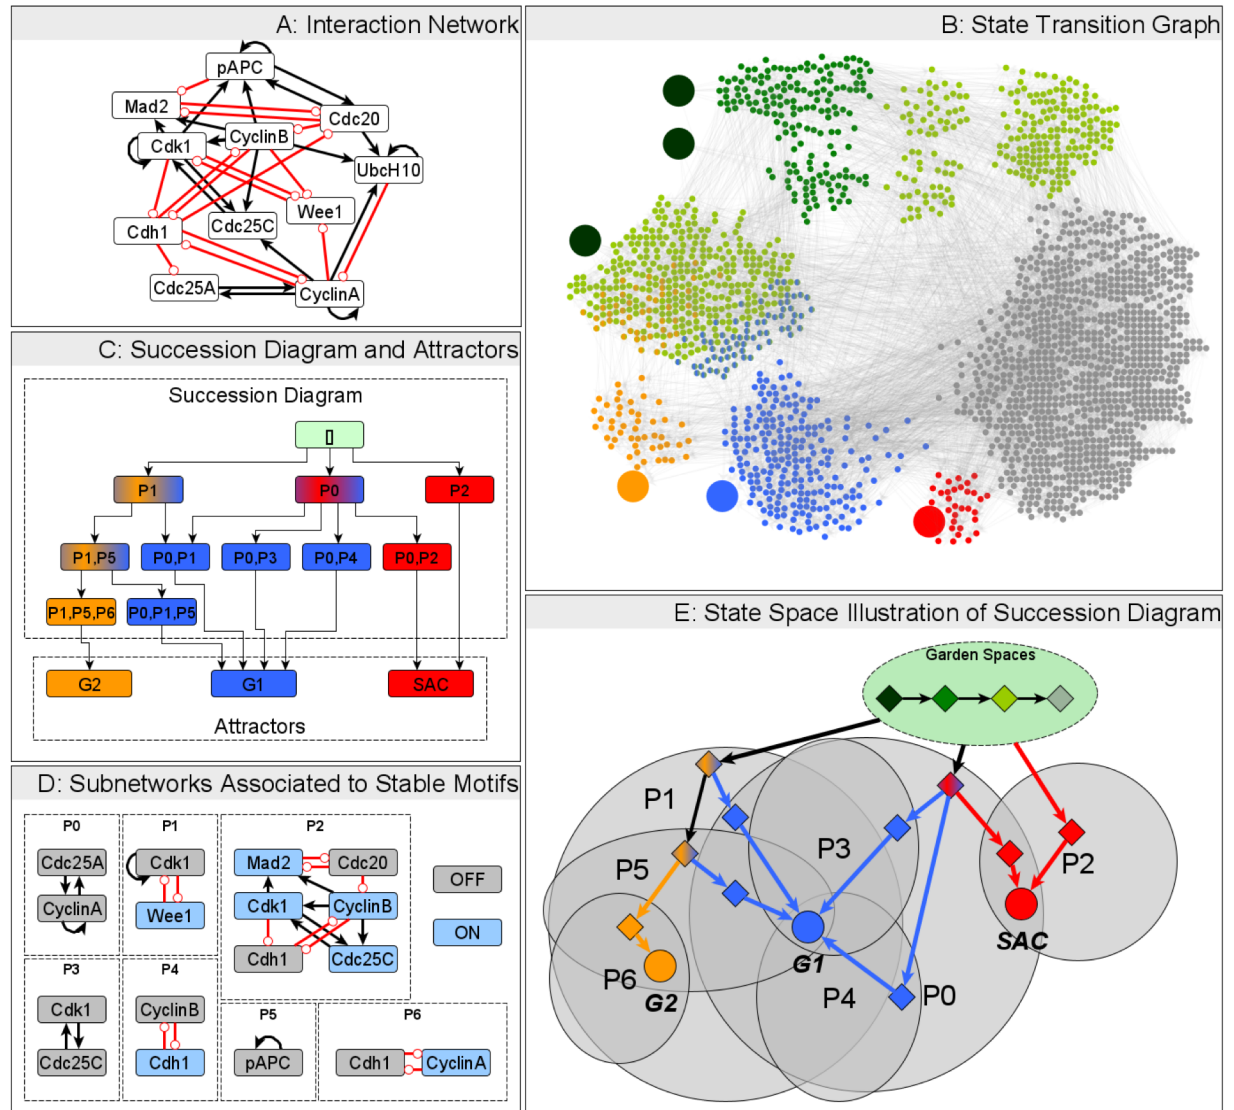 A: Interaction Network
pAPC
Mad2
Cdc20
CyclinB
Cdk1
UbcH10
Wee1
Cdc25C
Cdh1
Cdc25A
CyclinA
B: State Transition Graph
C: Succession Diagram and Attractors
Succession Diagram
[]
P1
P0
P2
P1,P5
P0,P1
P0,P3
P0,P4
P0,P2
P1,P5,P6
P0,P1,P5
G2
G1
SAC
Attractors
D: Subnetworks Associated to Stable Motifs
P0
Cdc25A
CyclinA
P1
Cdk1
Wee1
P2
Mad2
Cdc20
Cdk1
CyclinB
Cdh1
Cdc25C
OFF
ON
P3
Cdk1
Cdc25C
P4
CyclinB
Cdh1
P5
pAPC
P6
Cdh1
CyclinA
E: State Space Illustration of Succession Diagram
Garden Spaces
P1
P3
P2
P5
SAC
G1
P6
G2
P4
P0